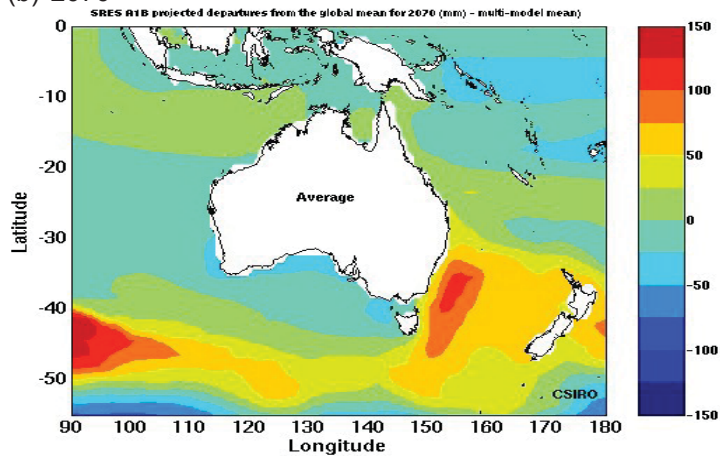 (b) 2070
SRES A1B projected departures from the global mean for 2070 (mm) - multi-model mean)
0
-10
-20
-30
-40
-50
Latitude
Average
CSIRO
90 100 110 120 130 140 150 160 170 180
Longitude
150
100
50
0
-50
-100
-150